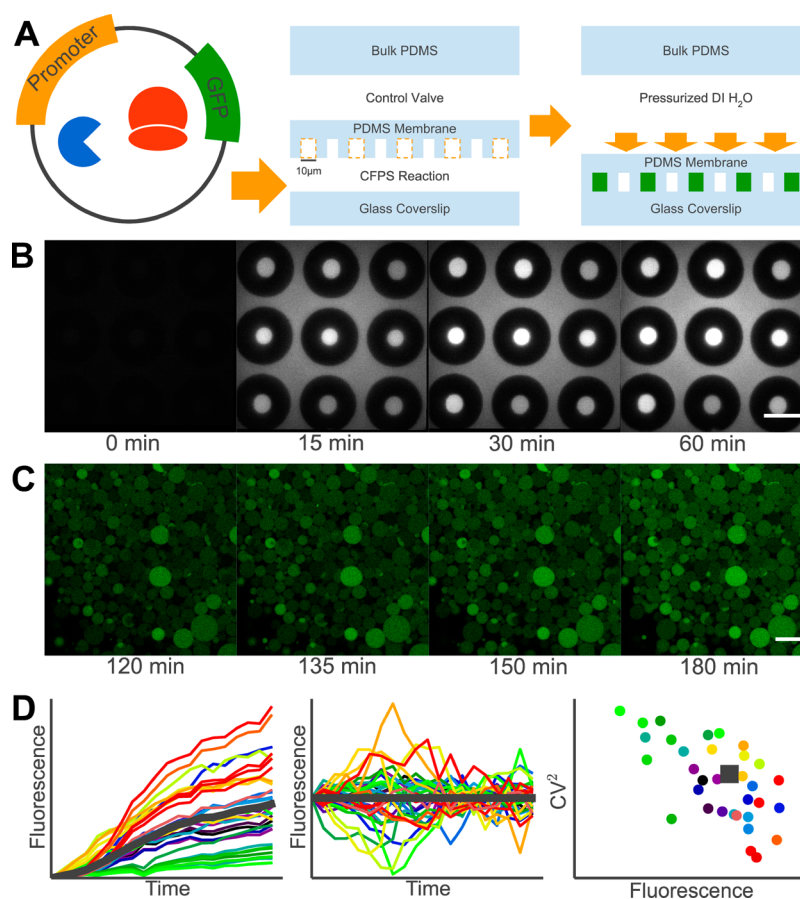 A
Promoter
GFP
Bulk PDMS
Control Valve
PDMS Membrane
10µm
CFPS Reaction
Glass Coverslip
Bulk PDMS
Pressurized DI H₂O
PDMS Membrane
Glass Coverslip
B
0 min
15 min
30 min
60 min
C
120 min
135 min
150 min
180 min
D
Fluorescence
Time
Fluorescence
Time
CV²
Fluorescence